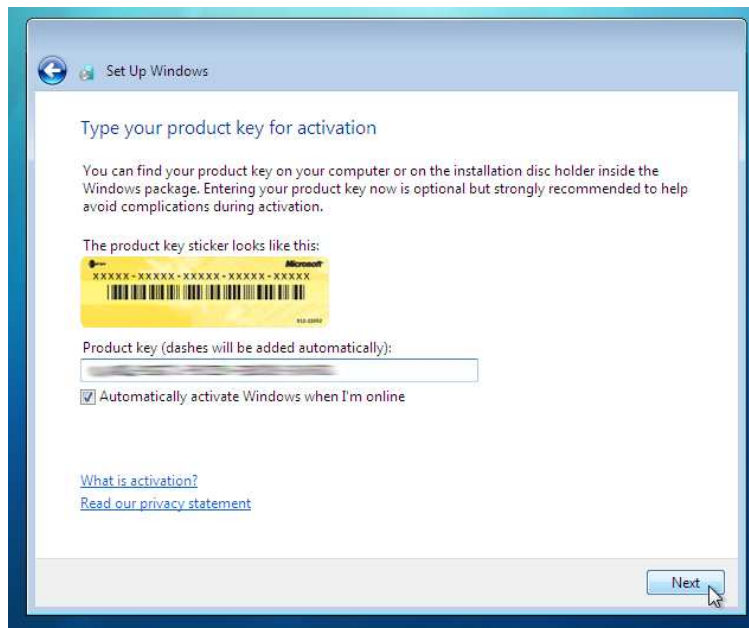 Set Up Windows
Type your product key for activation
You can find your product key on your computer or on the installation disc holder inside the
Windows package. Entering your product key now is optional but strongly recommended to help
avoid complications during activation.
The product key sticker looks like this:
Microsoft
XXXXX-XXXXX-XXXXX-XXXXX-XXXXX
Product key (dashes will be added automatically):
Automatically activate Windows when I'm online
What is activation?
Read our privacy statement
Next